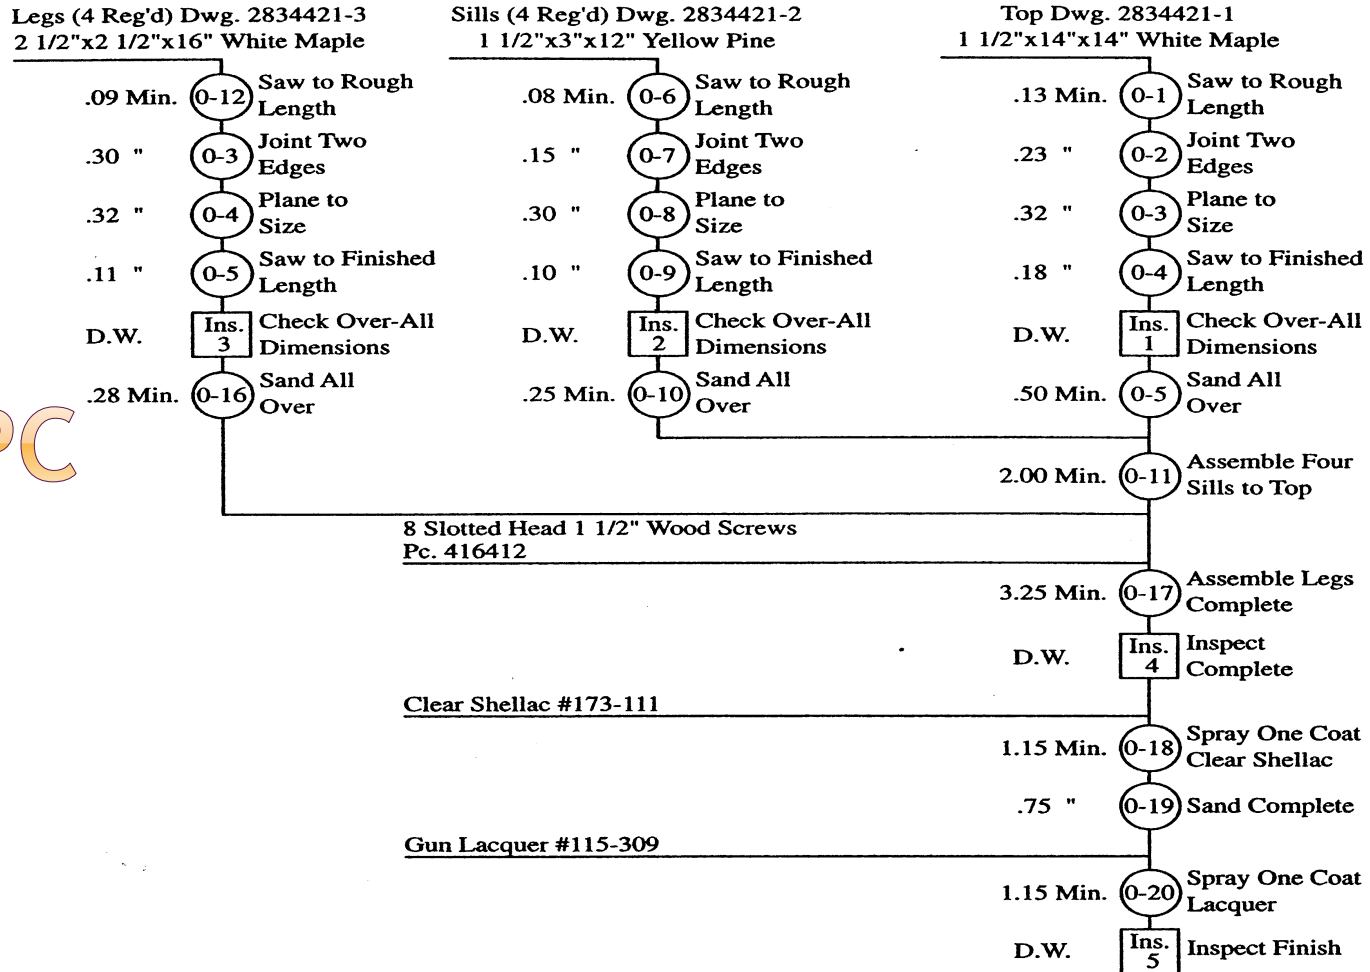 Legs (4 Reg'd) Dwg. 2834421-3
2 1/2"x2 1/2"x16" White Maple
.09 Min. 0-12 Saw to Rough
Length
.30 " 0-3 Joint Two
Edges
.32 " 0-4 Plane to
Size
.11 " 0-5 Saw to Finished
Length
D.W. Ins. 3 Check Over-All
Dimensions
.28 Min. 0-16 Sand All
Over
Sills (4 Reg'd) Dwg. 2834421-2
1 1/2"x3"x12" Yellow Pine
.08 Min. 0-6 Saw to Rough
Length
.15 " 0-7 Joint Two
Edges
.30 " 0-8 Plane to
Size
.10 " 0-9 Saw to Finished
Length
D.W. Ins. 2 Check Over-All
Dimensions
.25 Min. 0-10 Sand All
Over
Top Dwg. 2834421-1
1 1/2"x14"x14" White Maple
.13 Min. 0-1 Saw to Rough
Length
.23 " 0-2 Joint Two
Edges
.32 " 0-3 Plane to
Size
.18 " 0-4 Saw to Finished
Length
D.W. Ins. 1 Check Over-All
Dimensions
.50 Min. 0-5 Sand All
Over
2.00 Min. 0-11 Assemble Four
Sills to Top
8 Slotted Head 1 1/2" Wood Screws
Pc. 416412
3.25 Min. 0-17 Assemble Legs
Complete
D.W. Ins. 4 Inspect
Complete
Clear Shellac #173-111
1.15 Min. 0-18 Spray One Coat
Clear Shellac
.75 " 0-19 Sand Complete
Gun Lacquer #115-309
1.15 Min. 0-20 Spray One Coat
Lacquer
D.W. Ins. 5 Inspect Finish
PC